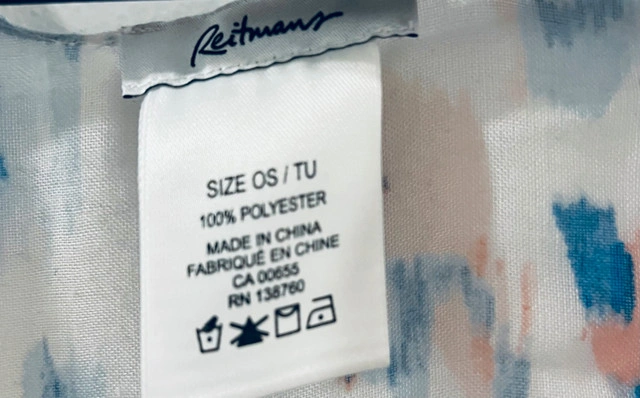 Reitmans
SIZE OS / TU
100% POLYESTER
MADE IN CHINA
FABRIQUÉ EN CHINE
CA 00655
RN 138760